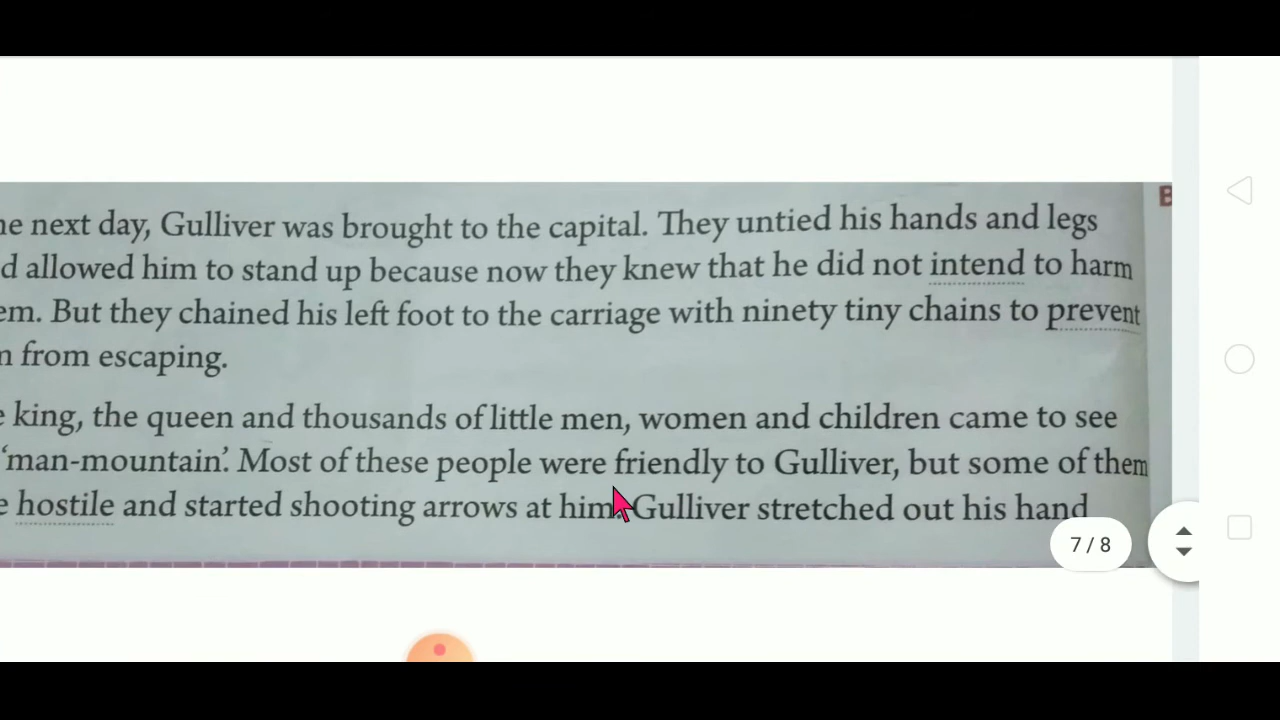 he next day, Gulliver was brought to the capital. They untied his hands and legs
d allowed him to stand up because now they knew that he did not intend to harm
em. But they chained his left foot to the carriage with ninety tiny chains to prevent
from escaping.
king, the queen and thousands of little men, women and children came to see
‘man-mountain’. Most of these people were friendly to Gulliver, but some of them
hostile and started shooting arrows at him. Gulliver stretched out his hand
7 / 8